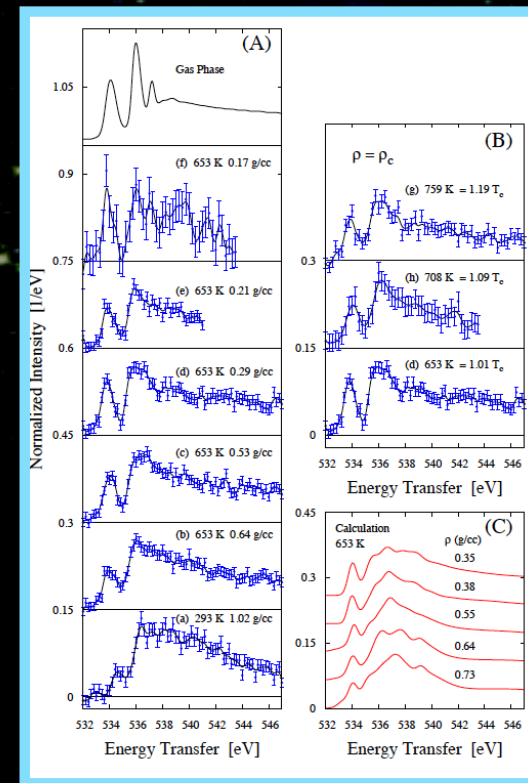 (A)
Gas Phase
1.05
(f) 653 K 0.17 g/cc
0.9
0.75
(e) 653 K 0.21 g/cc
0.6
(d) 653 K 0.29 g/cc
0.45
(c) 653 K 0.53 g/cc
0.3
(b) 653 K 0.64 g/cc
0.15
(a) 293 K 1.02 g/cc
0
532 534 536 538 540 542 544 546
Energy Transfer [eV]
Normalized Intensity [1/eV]
(B)
ρ = ρc
(g) 759 K = 1.19 Tc
0.3
(h) 708 K = 1.09 Tc
0.15
(d) 653 K = 1.01 Tc
0
532 534 536 538 540 542 544 546
Energy Transfer [eV]
0.45
(C)
Calculation
653 K
ρ (g/cc)
0.35
0.3
0.38
0.55
0.15
0.64
0.73
0
532 534 536 538 540 542 544 546
Energy Transfer [eV]